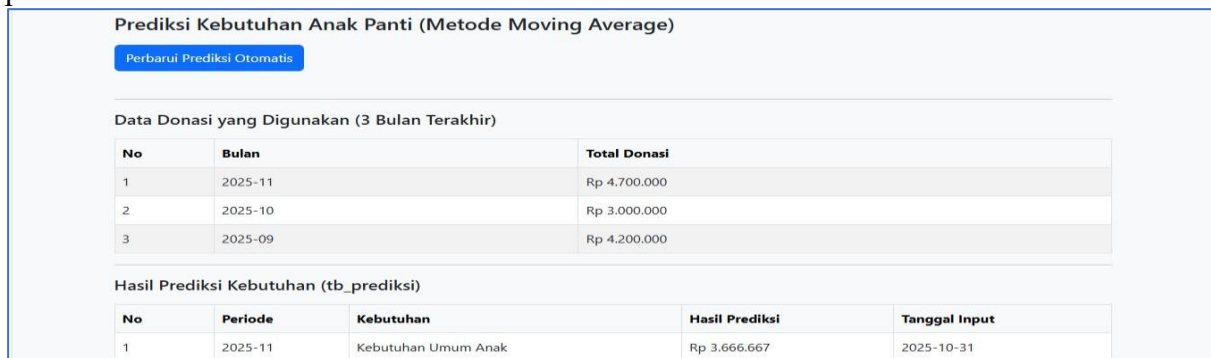 Prediksi Kebutuhan Anak Panti (Metode Moving Average)
Perbarui Prediksi Otomatis
Data Donasi yang Digunakan (3 Bulan Terakhir)
No Bulan Total Donasi
1 2025-11 Rp 4.700.000
2 2025-10 Rp 3.000.000
3 2025-09 Rp 4.200.000
Hasil Prediksi Kebutuhan (tb_prediksi)
No Periode Kebutuhan Hasil Prediksi Tanggal Input
1 2025-11 Kebutuhan Umum Anak Rp 3.666.667 2025-10-31